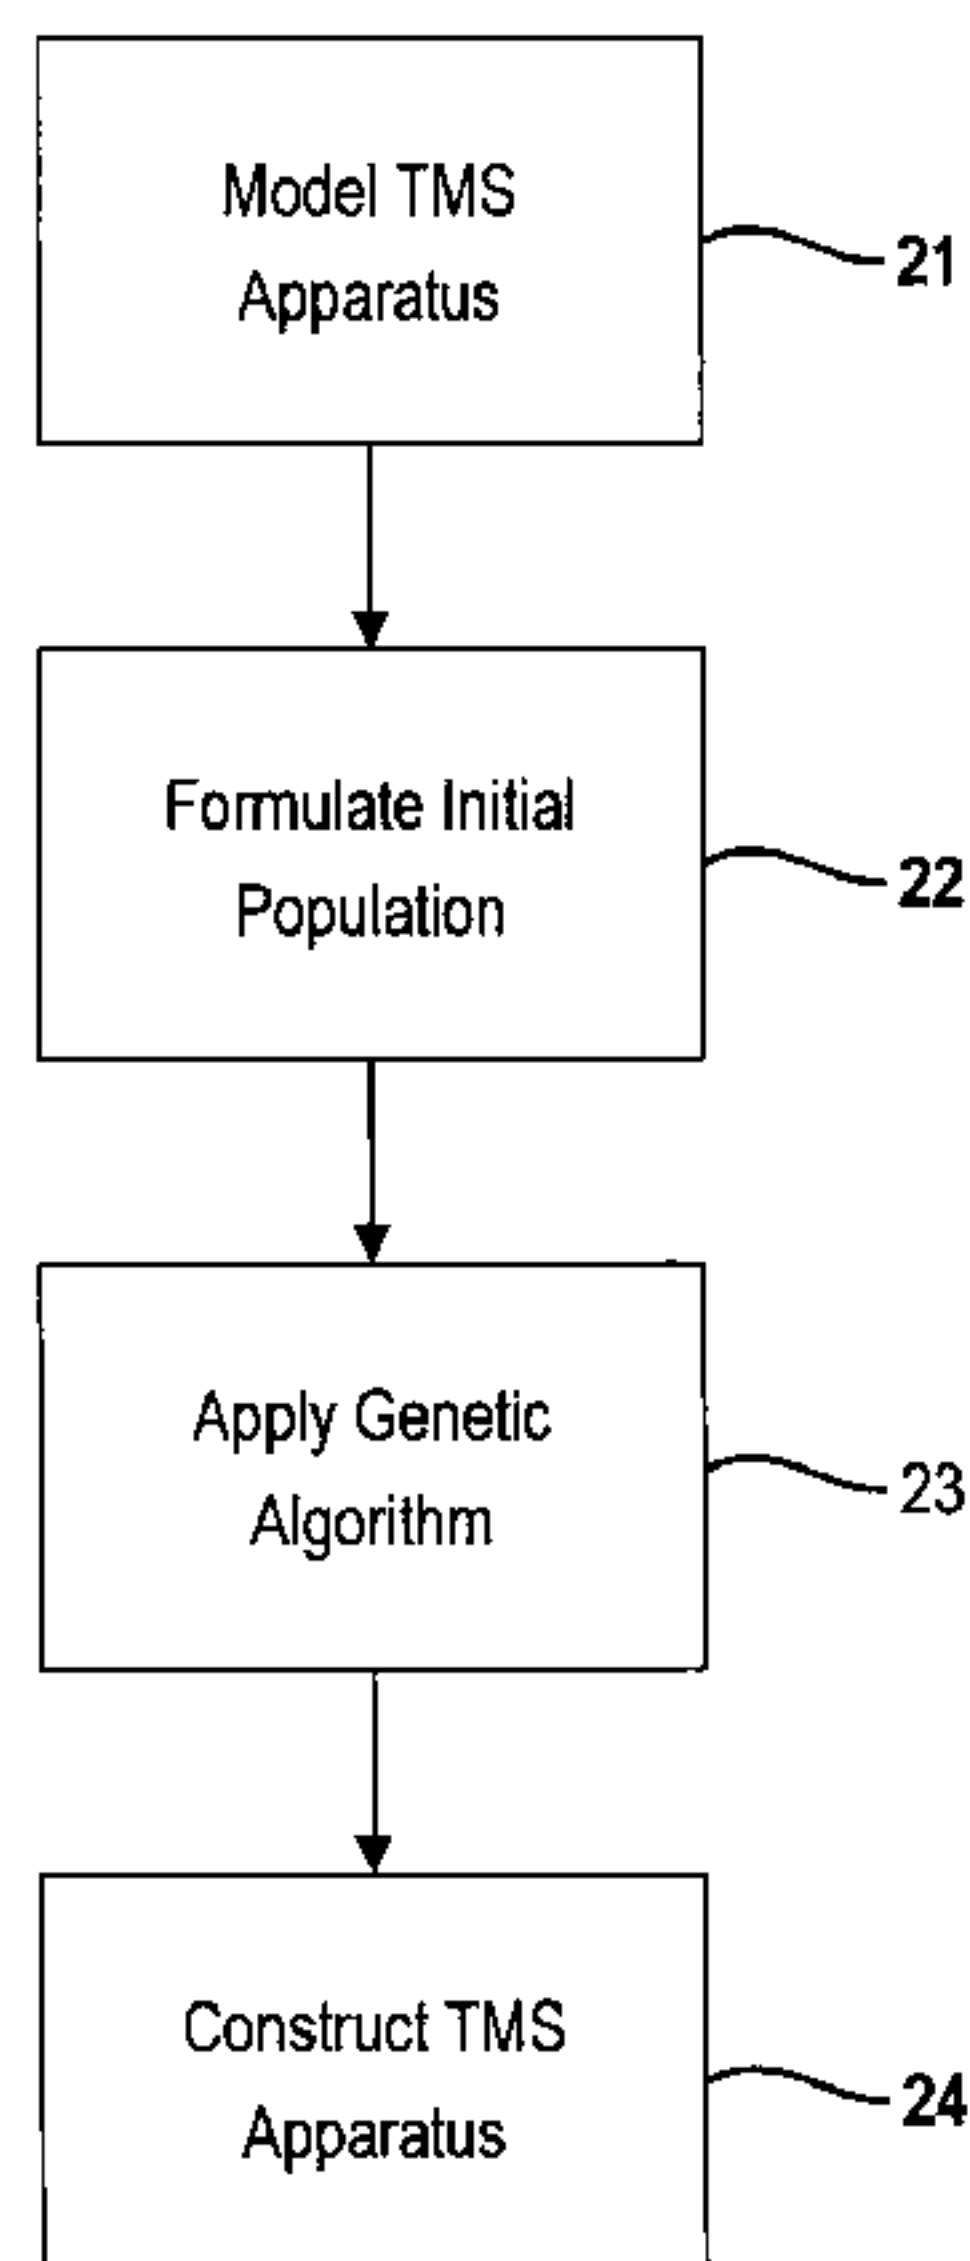 Model TMS
Apparatus
21
Formulate Initial
Population
22
Apply Genetic
Algorithm
23
Construct TMS
Apparatus
24